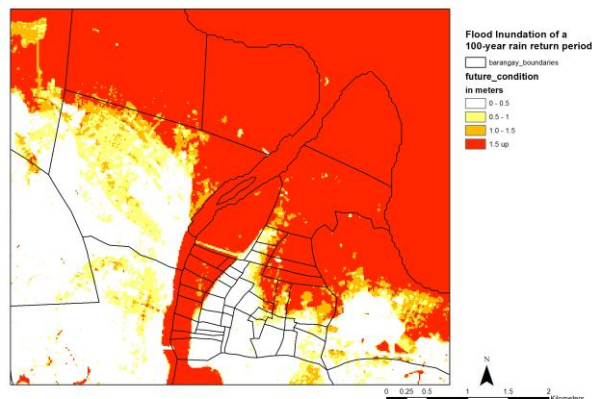 Flood Inundation of a
100-year rain return period
barangay_boundaries
future_condition
in meters
0 - 0.5
0.5 - 1
1.0 - 1.5
1.5 up
N
0 0.25 0.5 1 1.5 2
Kilometers